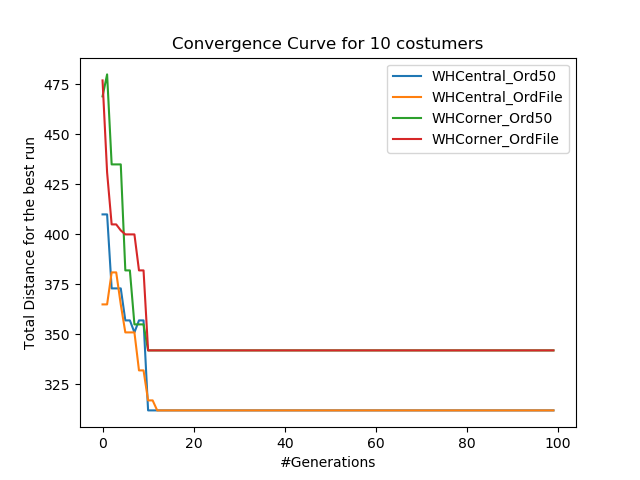 Convergence Curve for 10 costumers
WHCentral_Ord50
WHCentral_OrdFile
WHCorner_Ord50
WHCorner_OrdFile
Total Distance for the best run
475
450
425
400
375
350
325
0 20 40 60 80 100
#Generations